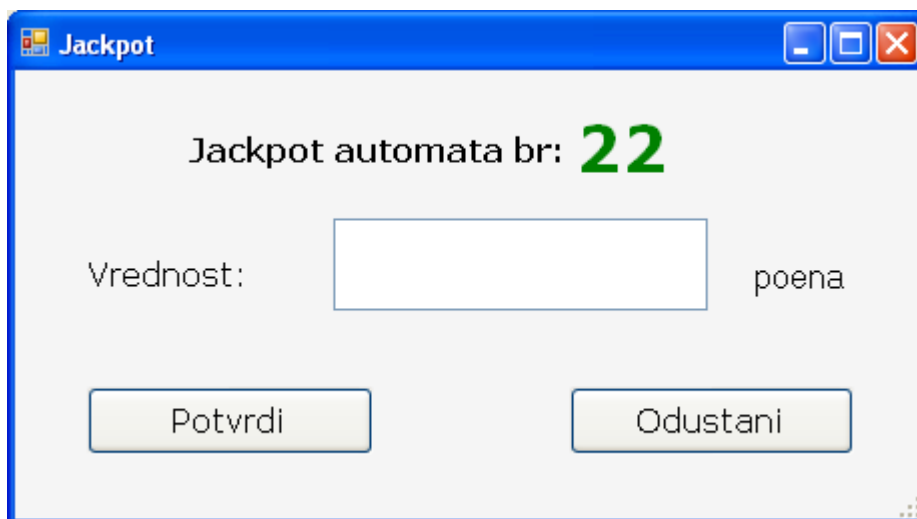 Jackpot
Jackpot automata br: 22
Vrednost: poena
Potvrdi Odustani